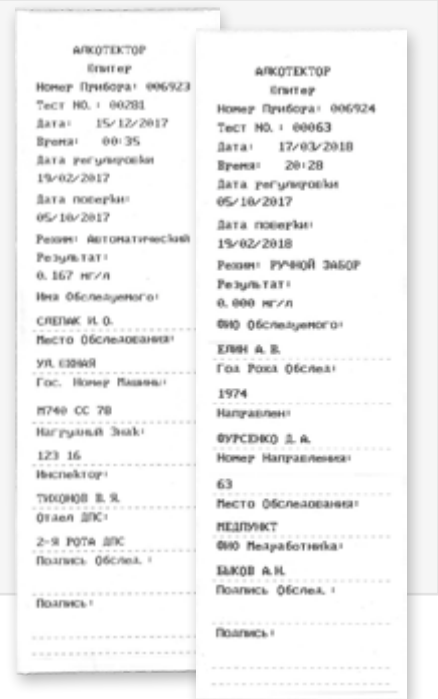 АЛКОТЕКТОР
Юпитер
Номер Прибора: 006923
Тест NO. : 00281
Дата: 15/12/2017
Время: 00:35
Дата регулировки
19/02/2017
Дата поверки:
05/10/2017
Режим: Автоматический
Результат:
0.167 мг/л
Имя Обследуемого:
СЛЕПАК И.О.
Место Обследования:
УЛ. ЕЗЖАЯ
Гос. Номер Машины:
М740 СС 78
Нагрудный Знак:
123 16
Инспектор:
ТИХОНОВ В. Я.
Отдел ДПС:
2-Я РОТА ДПС
Подпись Обслед. :
Подпись:
АЛКОТЕКТОР
Юпитер
Номер Прибора: 006924
Тест NO. : 00063
Дата: 17/03/2018
Время: 20:28
Дата регулировки
05/10/2017
Дата поверки:
19/02/2018
Режим: РУЧНОЙ ЗАБОР
Результат:
0.000 мг/л
ФИО Обследуемого:
ЕЛИН А. В.
Год Рожд Обслед:
1974
Направлен:
ФУРСЕНКО Д. А.
Номер Направления:
63
Место Обследования:
МЕДПУНКТ
ФИО Медработника:
БЫКОВ А.Н.
Подпись Обслед. :
Подпись: